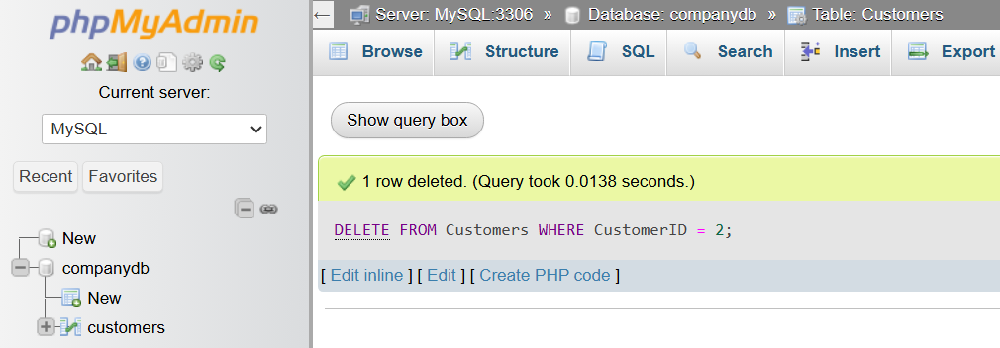 phpMyAdmin
Current server:
MySQL
Recent Favorites
New
companydb
New
customers
Server: MySQL:3306 » Database: companydb » Table: Customers
Browse Structure SQL Search Insert Export
Show query box
1 row deleted. (Query took 0.0138 seconds.)
DELETE FROM Customers WHERE CustomerID = 2;
[ Edit inline ] [ Edit ] [ Create PHP code ]